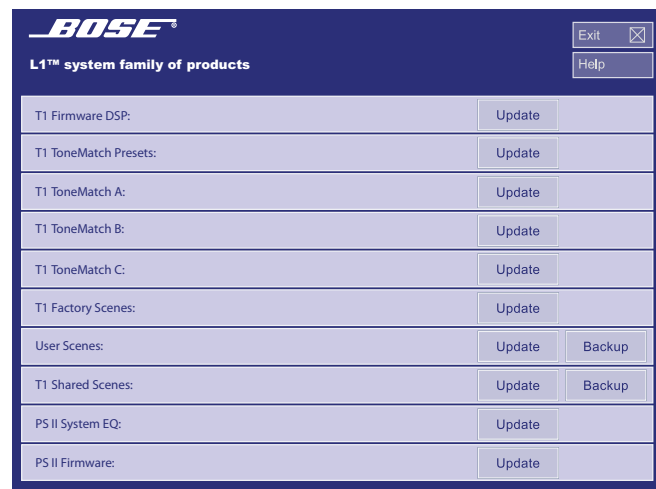 BOSE®
Exit
L1™ system family of products
Help
T1 Firmware DSP: Update
T1 ToneMatch Presets: Update
T1 ToneMatch A: Update
T1 ToneMatch B: Update
T1 ToneMatch C: Update
T1 Factory Scenes: Update
User Scenes: Update Backup
T1 Shared Scenes: Update Backup
PS II System EQ: Update
PS II Firmware: Update